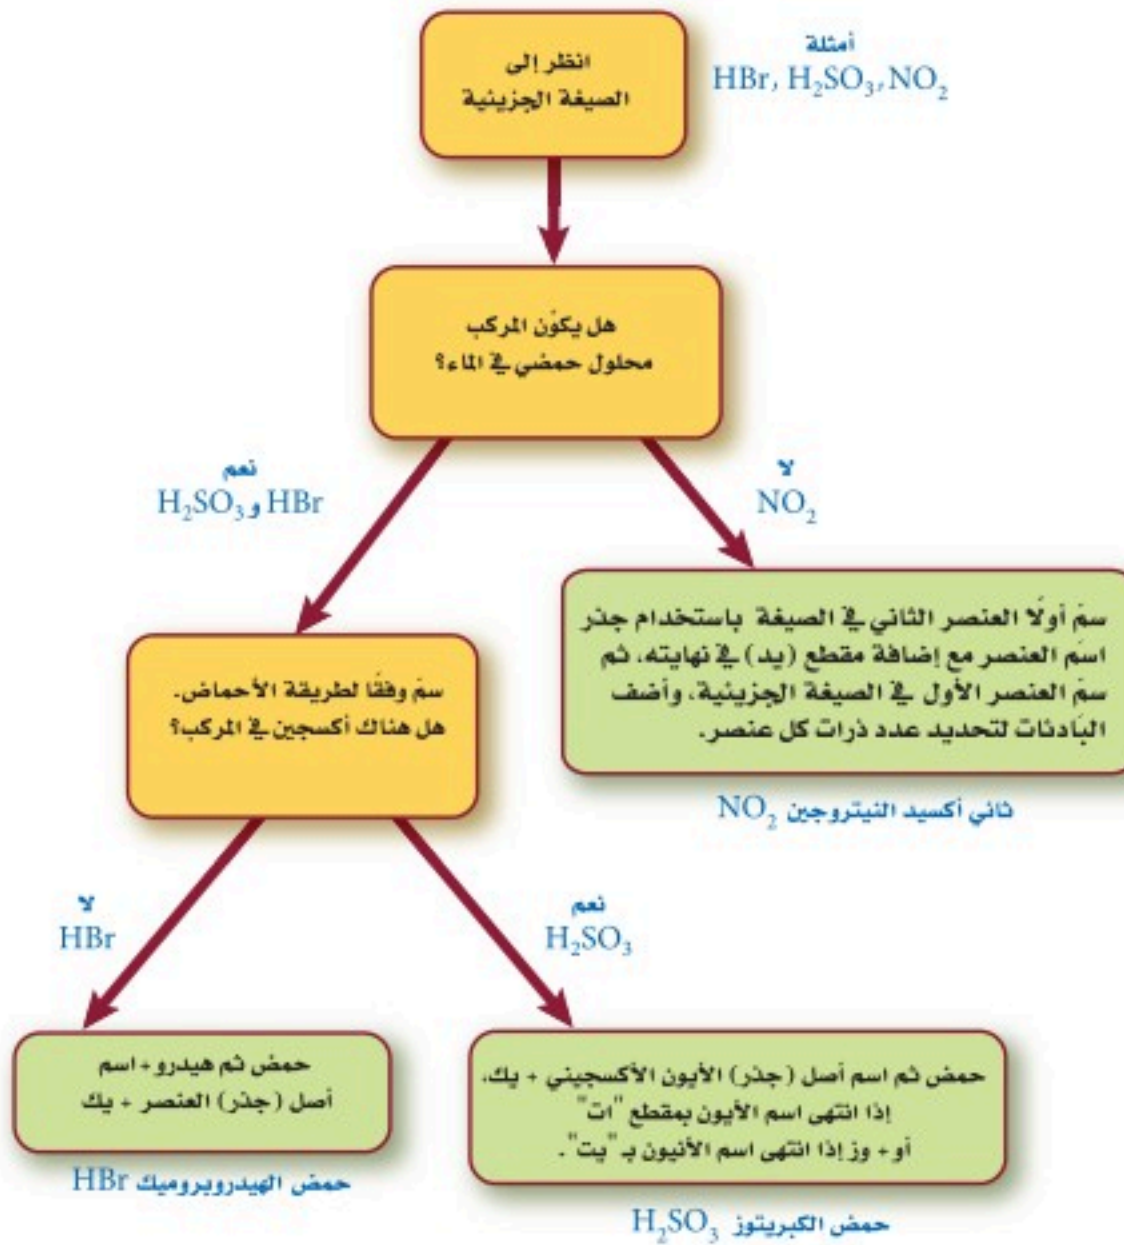 انظر إلى
الصيغة الجزيئية
أمثلة
HBr، H₂SO₃، NO₂
هل يكوّن المركب
محلول حمضي في الماء؟
نعم
H₂SO₃ و HBr
لا
NO₂
سمّ أولًا العنصر الثاني في الصيغة باستخدام جذر
اسم العنصر مع إضافة مقطع (يد) في نهايته، ثم
سمّ العنصر الأول في الصيغة الجزيئية، وأضف
البادئات لتحديد عدد ذرات كل عنصر.
ثاني أكسيد النيتروجين NO₂
سمّ وفقًا لطريقة الأحماض.
هل هناك أكسجين في المركب؟
لا
HBr
نعم
H₂SO₃
حمض ثم هيدرو + اسم
أصل (جذر) العنصر + يك
حمض الهيدروبروميك HBr
حمض ثم اسم أصل (جذر) الأيون الأكسجيني + يك،
إذا انتهى اسم الأيون بمقطع "ات"
أو + وز إذا انتهى اسم الأنيون بـ "يت".
حمض الكبريتوز H₂SO₃